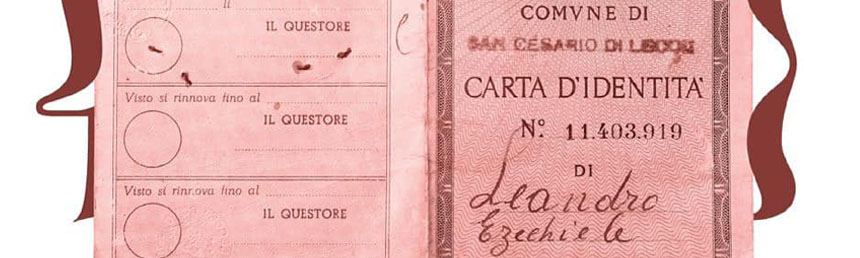 il
IL QUESTORE
Visto si rinnova fino al
IL QUESTORE
Visto si rinnova fino al
IL QUESTORE
COMVNE DI
SAN CESARIO DI LECCE
CARTA D'IDENTITA'
N° 11.403.919
DI
Leandro
Ezechiele